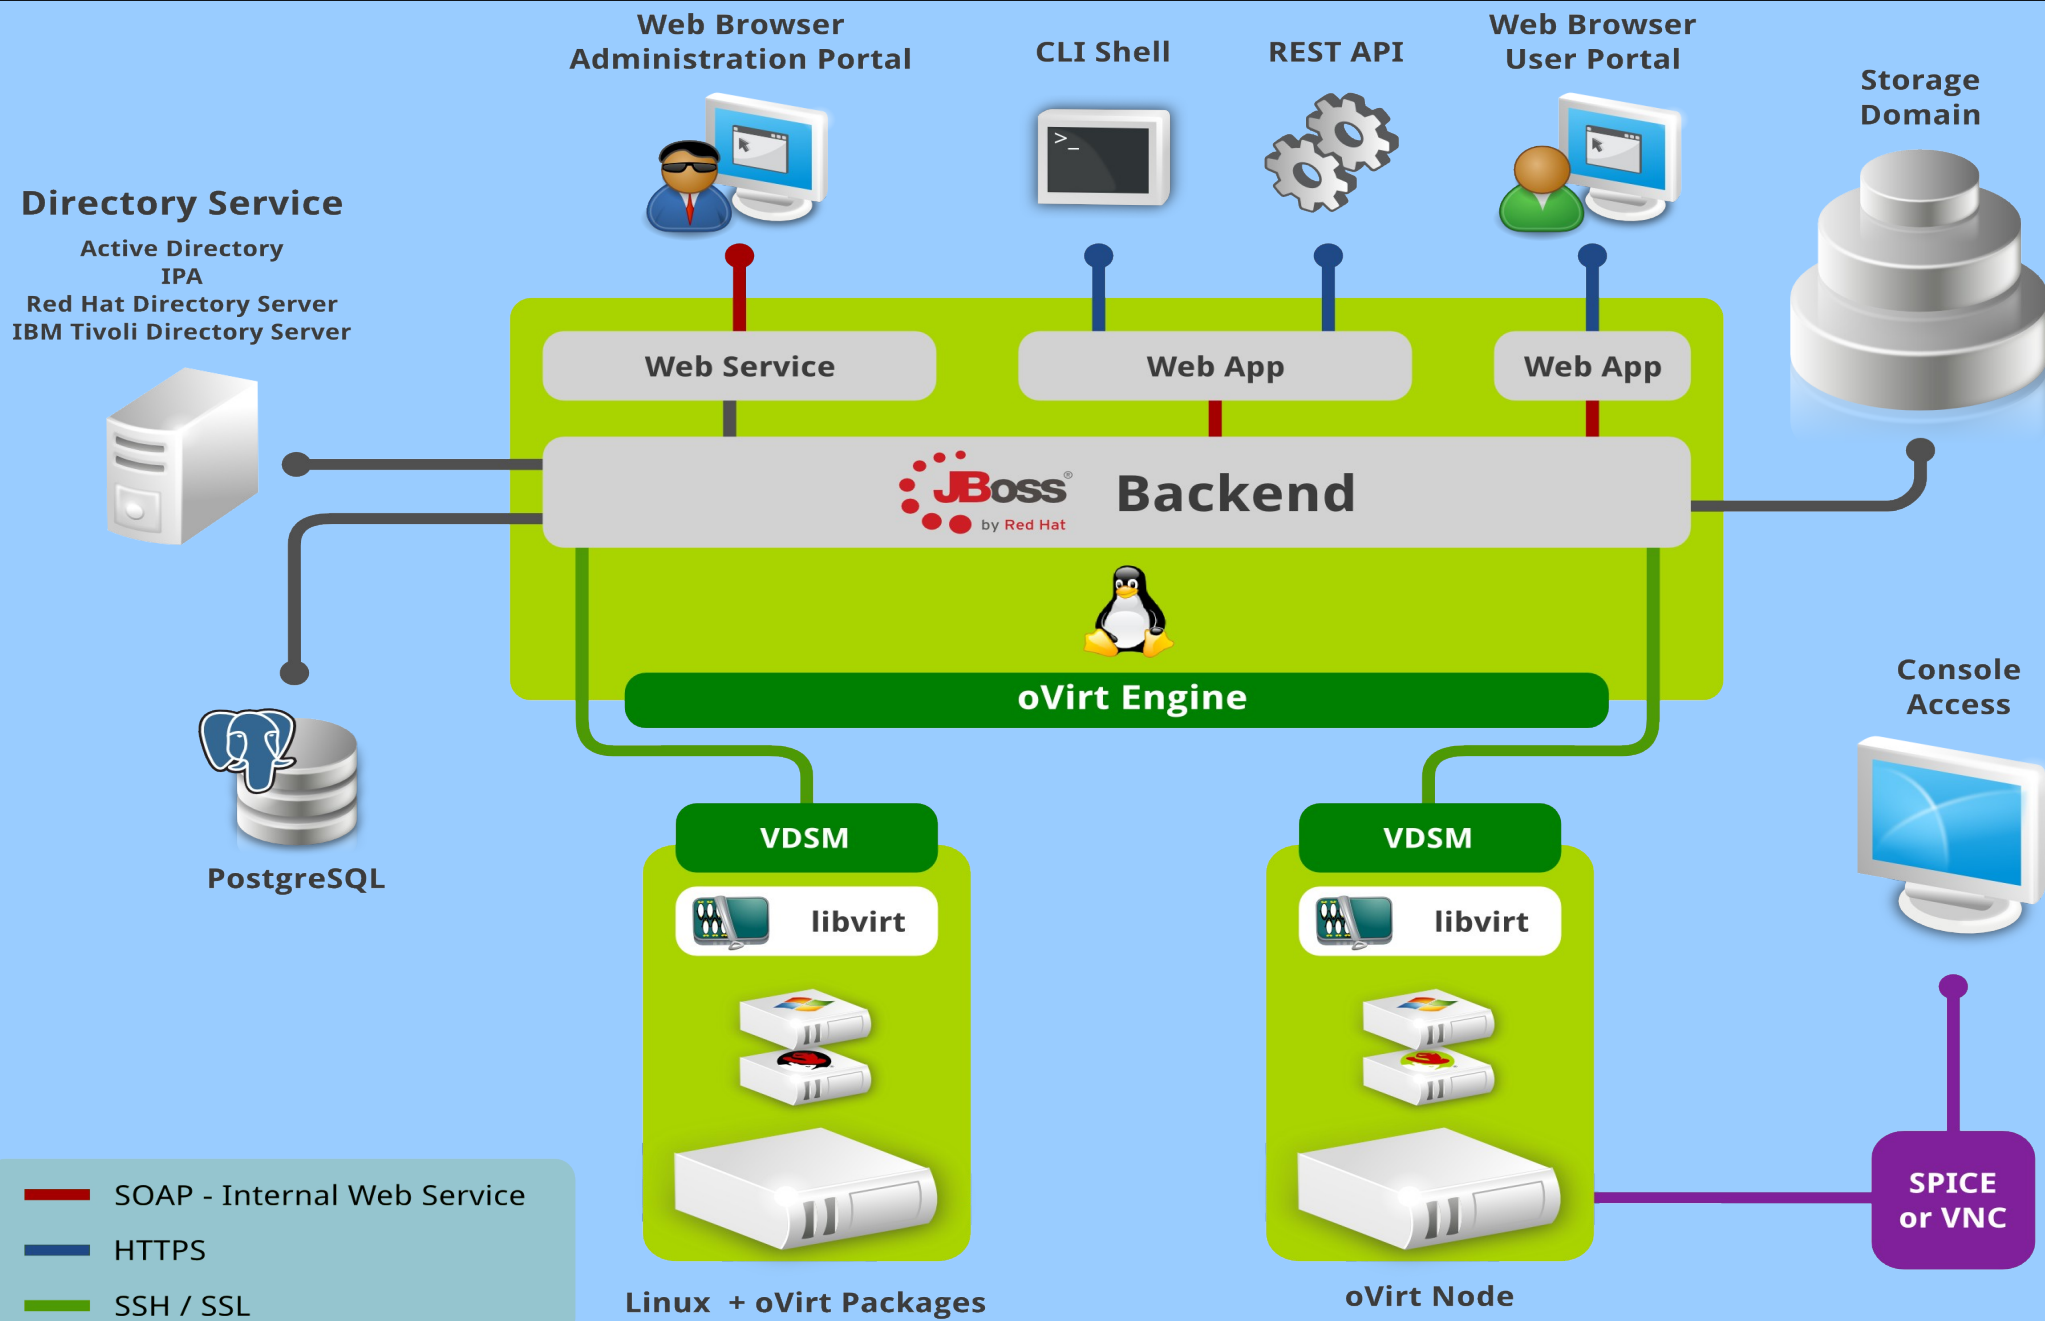 Web Browser
Administration Portal
CLI Shell
REST API
Web Browser
User Portal
Storage
Domain
Directory Service
Active Directory
IPA
Red Hat Directory Server
IBM Tivoli Directory Server
>_
Web Service
Web App
Web App
JBoss®
by Red Hat
Backend
oVirt Engine
PostgreSQL
Console
Access
VDSM
libvirt
VDSM
libvirt
SPICE
or VNC
SOAP - Internal Web Service
HTTPS
SSH / SSL
Linux + oVirt Packages
oVirt Node